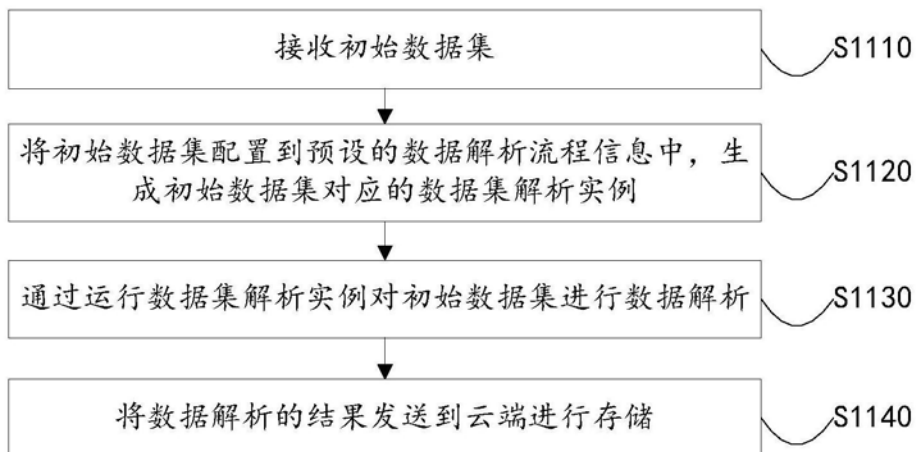 接收初始数据集
S1110
将初始数据集配置到预设的数据解析流程信息中，生
成初始数据集对应的数据集解析实例
S1120
通过运行数据集解析实例对初始数据集进行数据解析
S1130
将数据解析的结果发送到云端进行存储
S1140